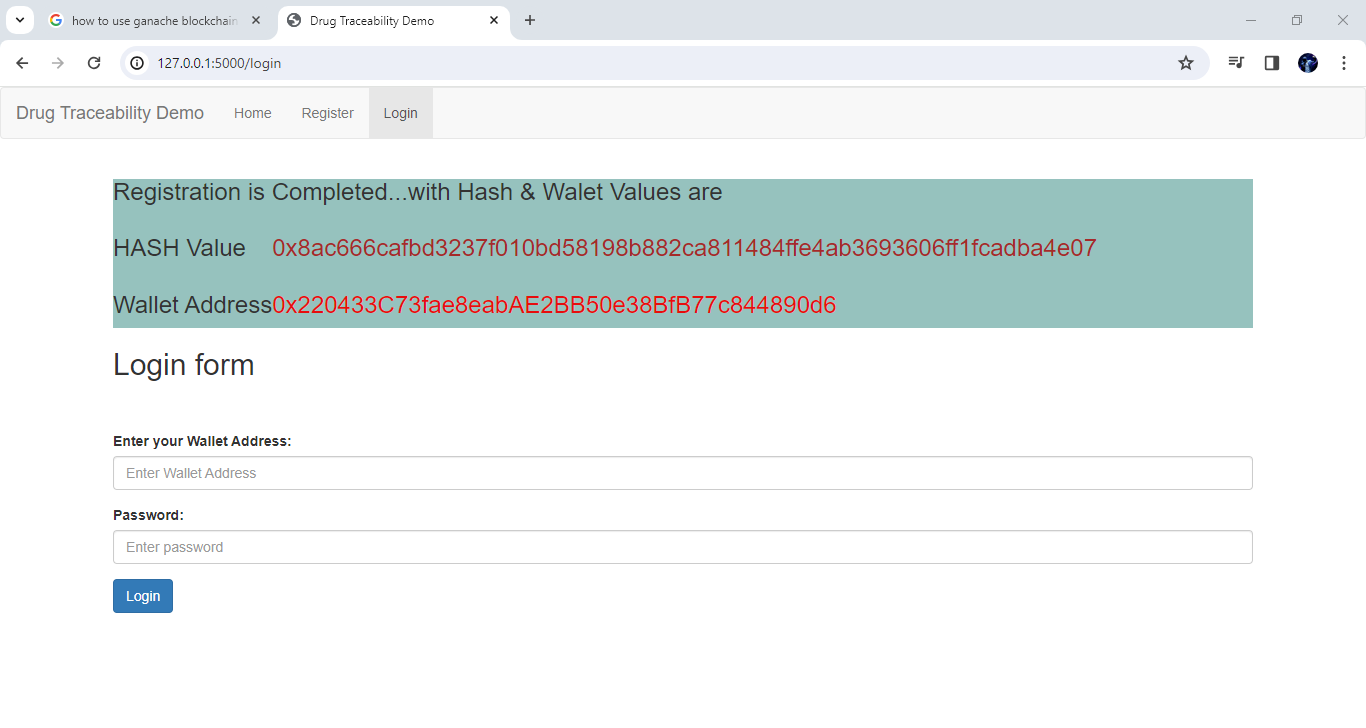 how to use ganache blockchain
Drug Traceability Demo
127.0.0.1:5000/login
Drug Traceability Demo Home Register Login
Registration is Completed...with Hash & Walet Values are
HASH Value 0x8ac666cafbd3237f010bd58198b882ca811484ffe4ab3693606ff1fcadba4e07
Wallet Address0x220433C73fae8eabAE2BB50e38BfB77c844890d6
Login form
Enter your Wallet Address:
Enter Wallet Address
Password:
Enter password
Login